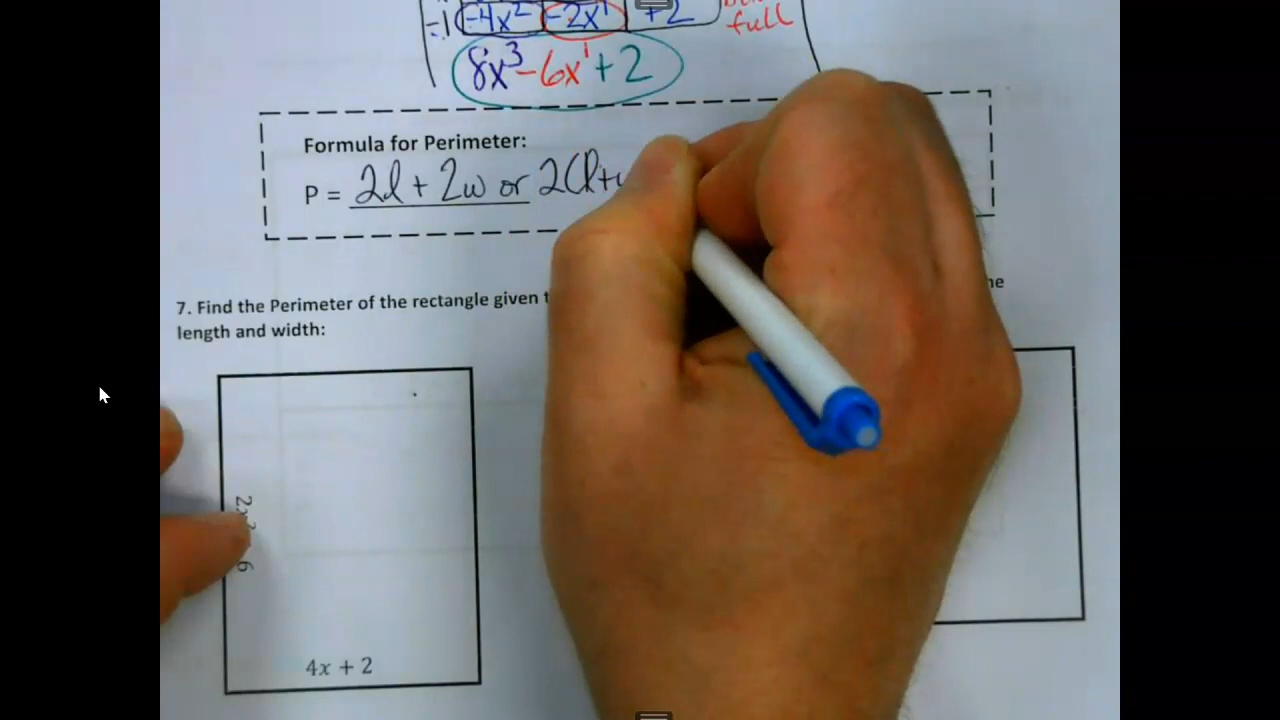 -1 -4x² -2x¹ +2
full
8x³-6x¹+2
Formula for Perimeter:
P = 2l + 2w or 2(l+
7. Find the Perimeter of the rectangle given
length and width:
6
4x + 2